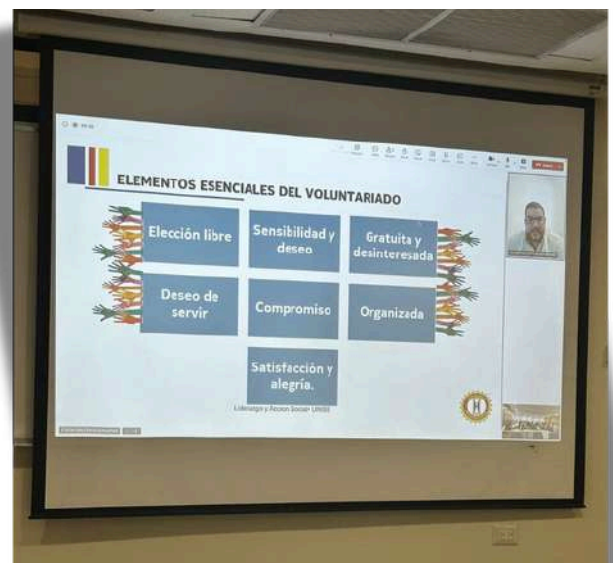 ELEMENTOS ESENCIALES DEL VOLUNTARIADO
Elección libre
Sensibilidad y
deseo
Gratuita y
desinteresada
Deseo de
servir
Compromiso
Organizada
Satisfacción y
alegría.
Liderazgo y Acción Social- UNIBE